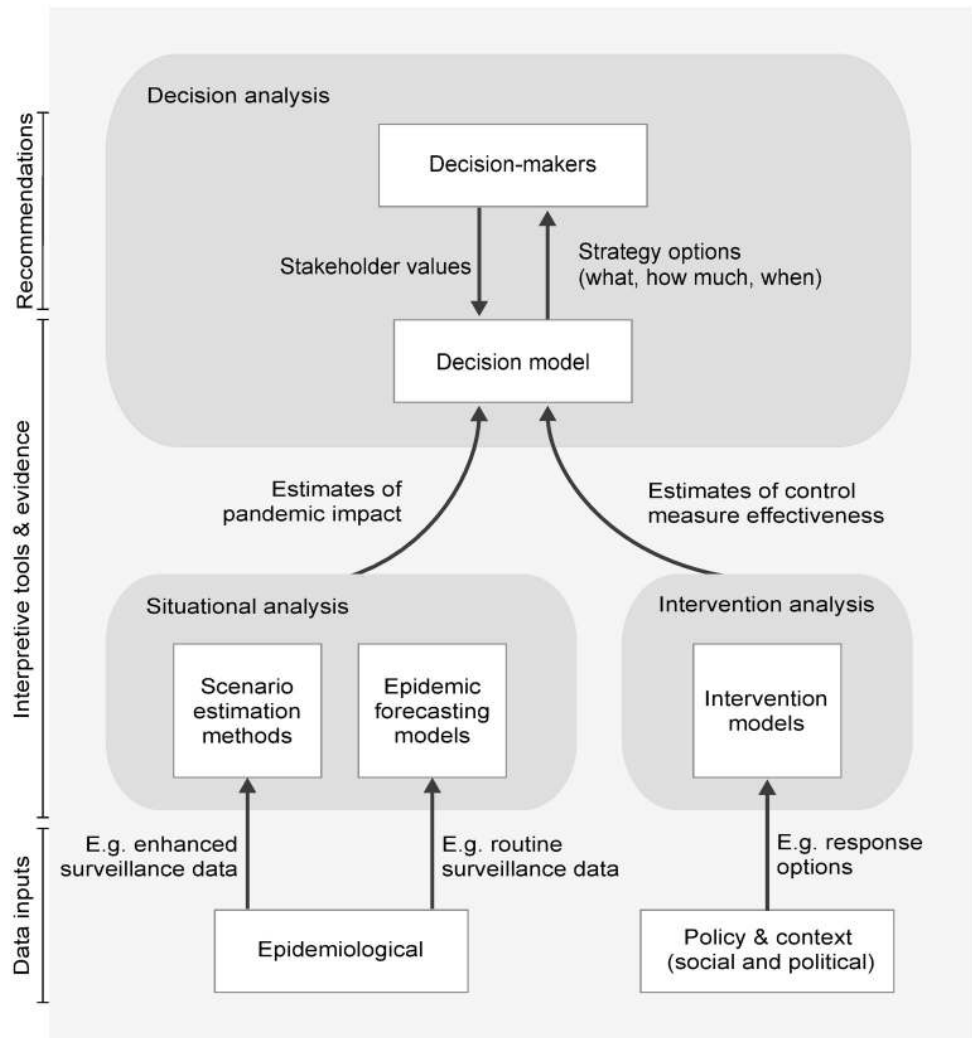 Decision analysis
Decision-makers
Stakeholder values
Strategy options
(what, how much, when)
Decision model
Estimates of
pandemic impact
Estimates of control
measure effectiveness
Situational analysis
Scenario
estimation
methods
Epidemic
forecasting
models
Intervention analysis
Intervention
models
E.g. enhanced
surveillance data
E.g. routine
surveillance data
E.g. response
options
Epidemiological
Policy & context
(social and political)
Recommendations
Interpretive tools & evidence
Data inputs